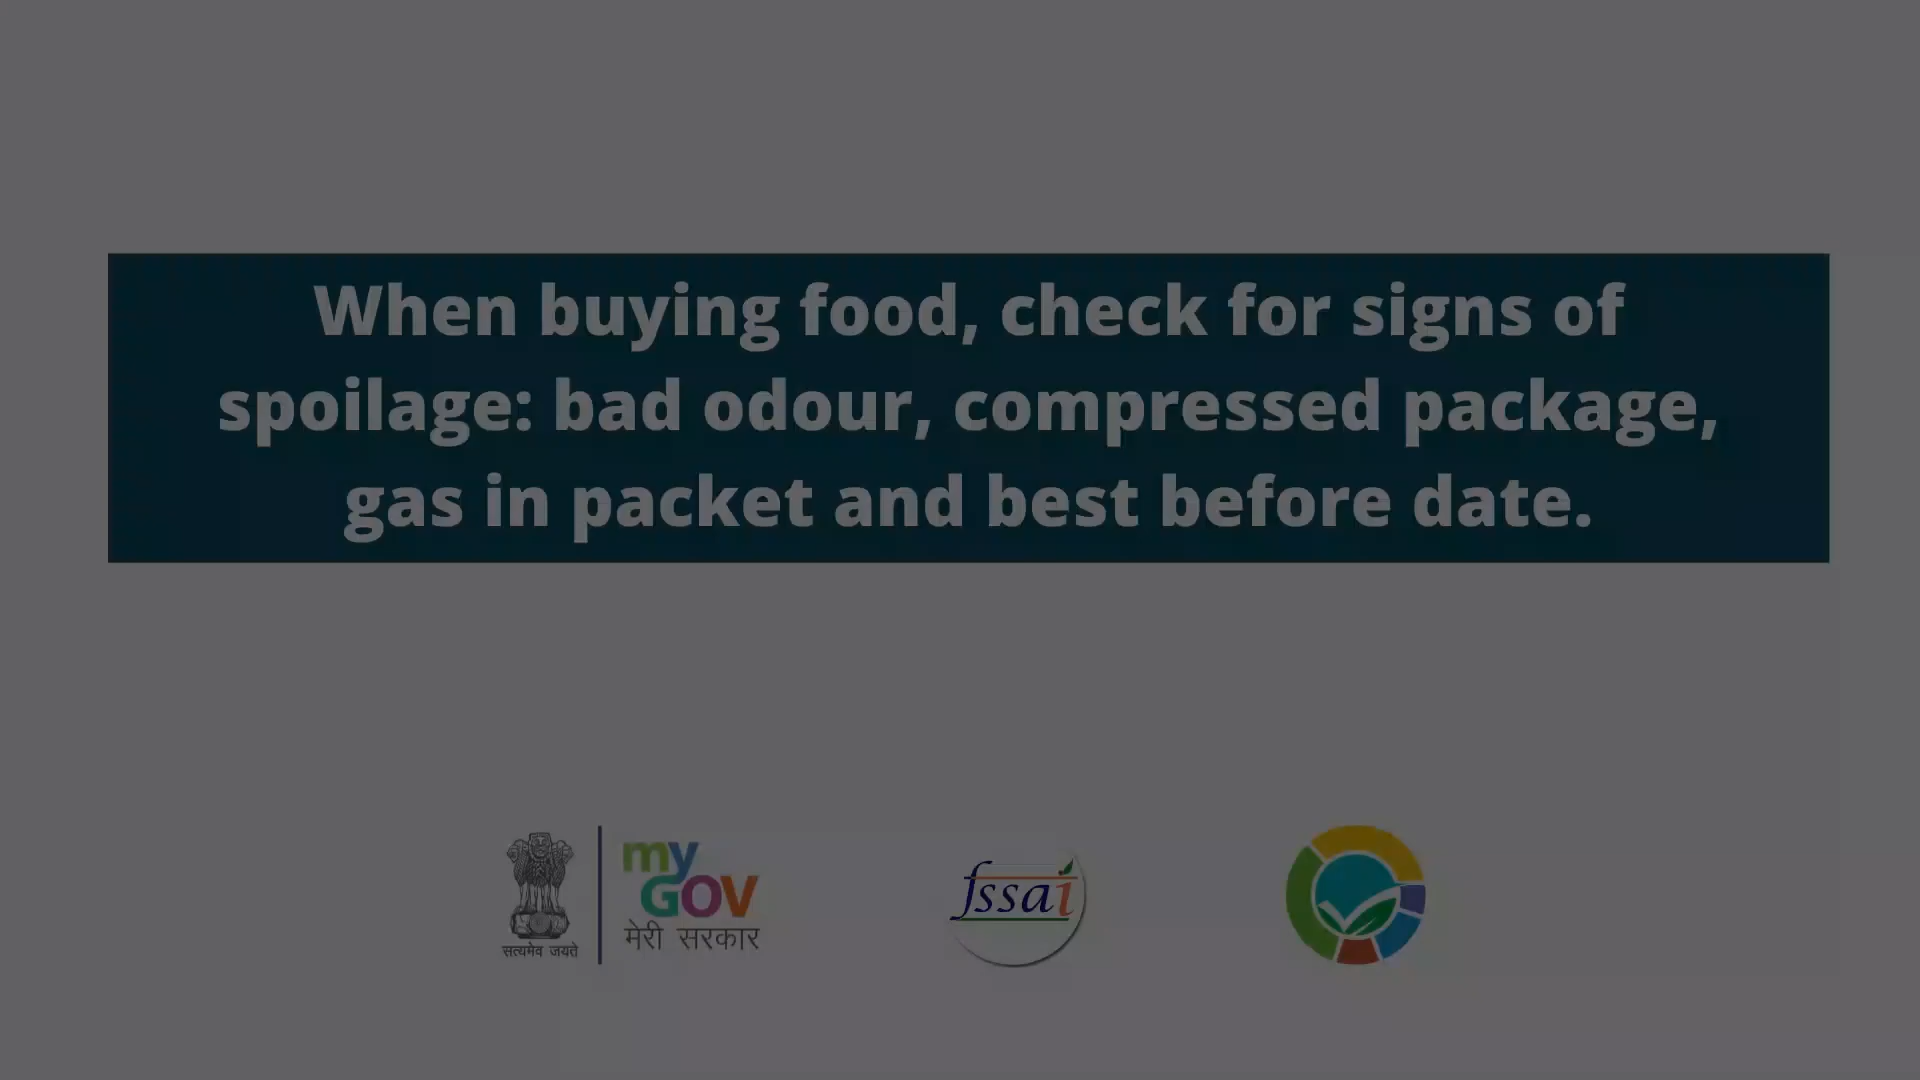 When buying food, check for signs of
spoilage: bad odour, compressed package,
gas in packet and best before date.
सत्यमेव जयते
my
GOV
मेरी सरकार
fssai